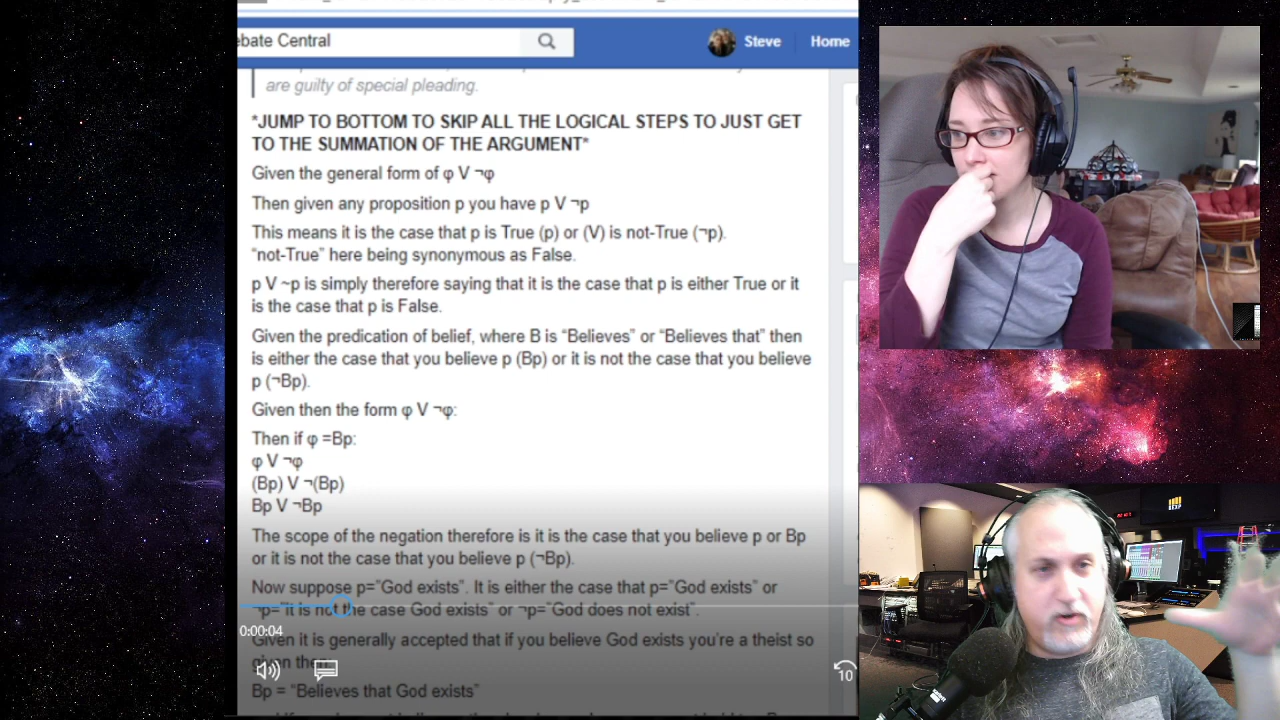 ebate Central
Steve
Home
are guilty of special pleading.
*JUMP TO BOTTOM TO SKIP ALL THE LOGICAL STEPS TO JUST GET
TO THE SUMMATION OF THE ARGUMENT*
Given the general form of φ V ¬φ
Then given any proposition p you have p V ¬p
This means it is the case that p is True (p) or (V) is not-True (¬p).
“not-True” here being synonymous as False.
p V ~p is simply therefore saying that it is the case that p is either True or it
is the case that p is False.
Given the predication of belief, where B is “Believes” or “Believes that” then
is either the case that you believe p (Bp) or it is not the case that you believe
p (¬Bp).
Given then the form φ V ¬φ:
Then if φ =Bp:
φ V ¬φ
(Bp) V ¬(Bp)
Bp V ¬Bp
The scope of the negation therefore is it is the case that you believe p or Bp
or it is not the case that you believe p (¬Bp).
Now suppose p=”God exists”. It is either the case that p=”God exists” or
¬p=”it is not the case God exists” or ¬p=”God does not exist”.
0:00:04
Given it is generally accepted that if you believe God exists you’re a theist so
given then
10
Bp = “Believes that God exists”